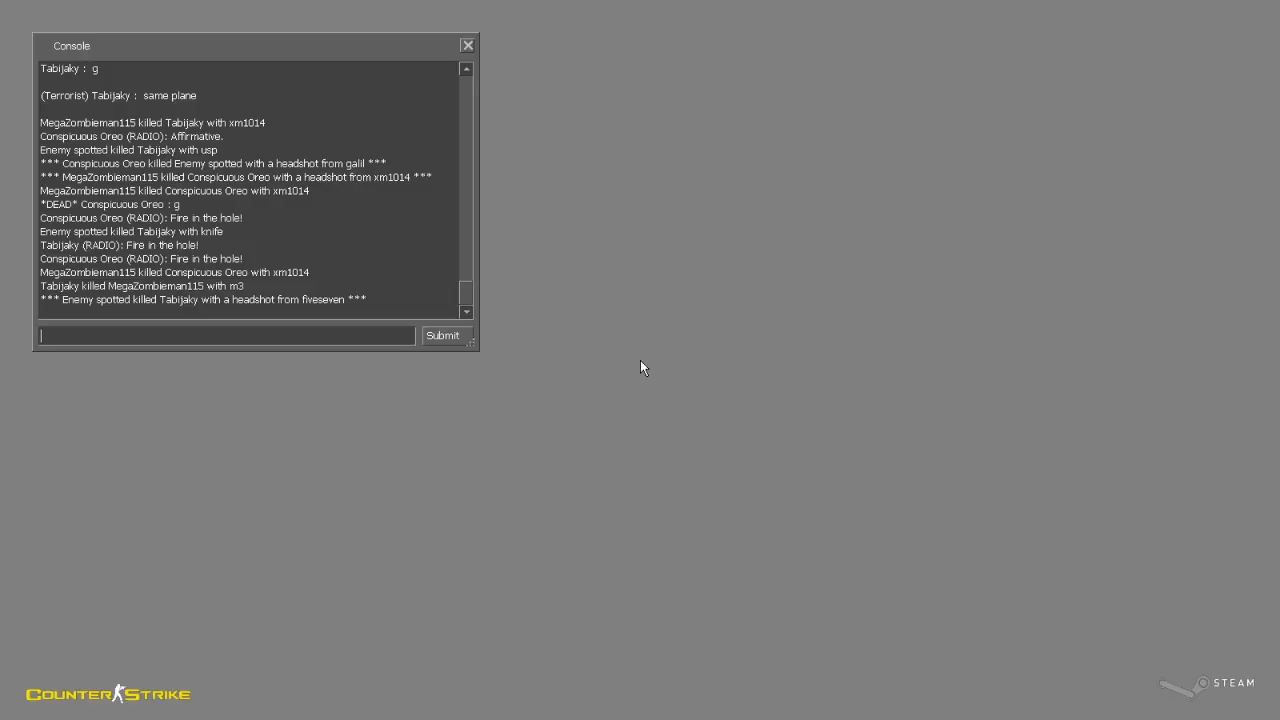 Console
Tabijaky : g
(Terrorist) Tabijaky : same plane
MegaZombieman115 killed Tabijaky with xm1014
Conspicuous Oreo (RADIO): Affirmative.
Enemy spotted killed Tabijaky with usp
*** Conspicuous Oreo killed Enemy spotted with a headshot from galil ***
*** MegaZombieman115 killed Conspicuous Oreo with a headshot from xm1014 ***
MegaZombieman115 killed Conspicuous Oreo with xm1014
*DEAD* Conspicuous Oreo : g
Conspicuous Oreo (RADIO): Fire in the hole!
Enemy spotted killed Tabijaky with knife
Tabijaky (RADIO): Fire in the hole!
Conspicuous Oreo (RADIO): Fire in the hole!
MegaZombieman115 killed Conspicuous Oreo with xm1014
Tabijaky killed MegaZombieman115 with m3
*** Enemy spotted killed Tabijaky with a headshot from fiveseven ***
Submit
COUNTER STRIKE
STEAM